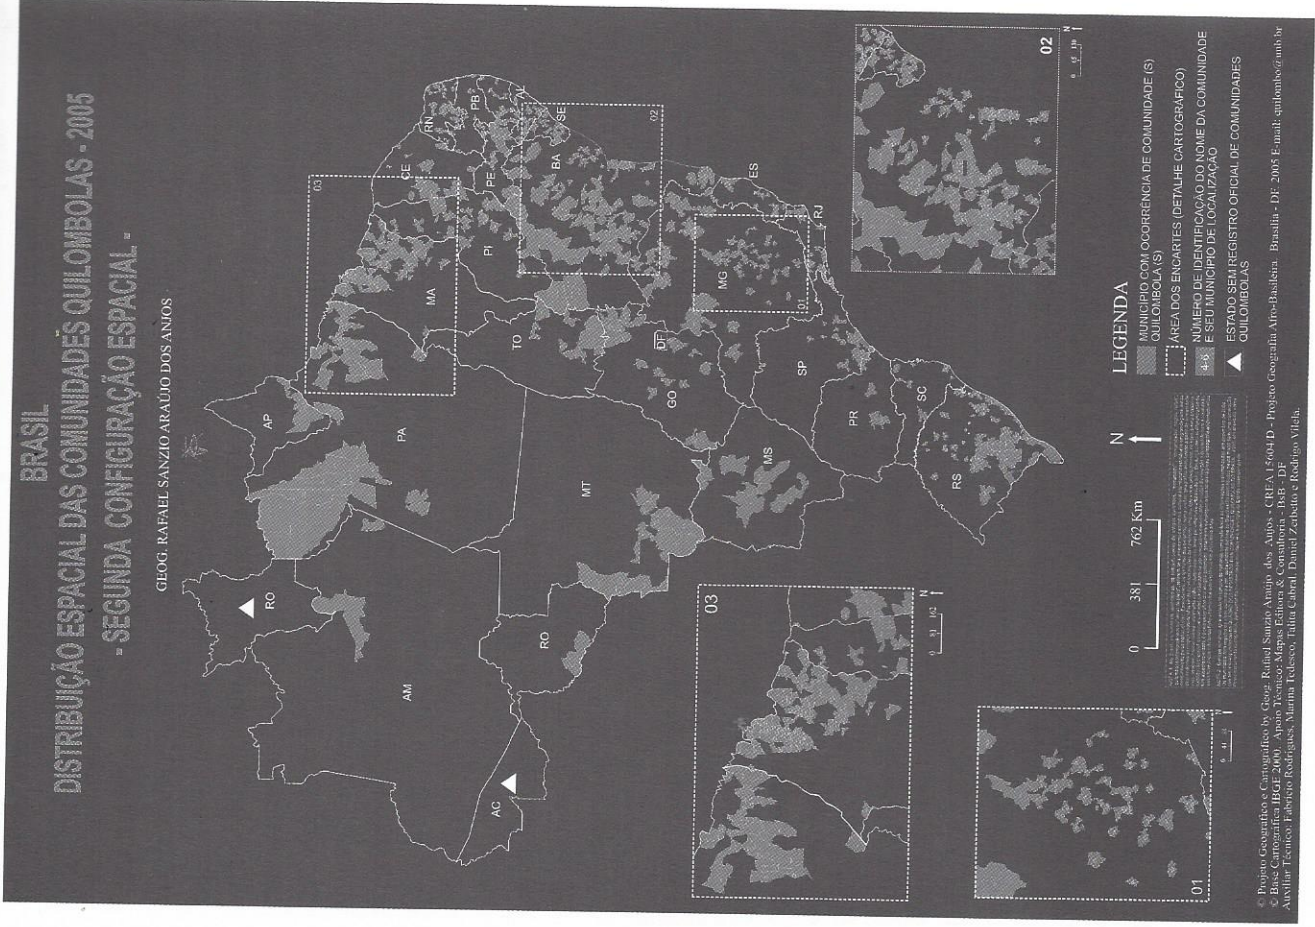 BRASIL
DISTRIBUIÇÃO ESPACIAL DAS COMUNIDADES QUILOMBOLAS - 2005
- SEGUNDA CONFIGURAÇÃO ESPACIAL -
GEOG. RAFAEL SANZIO ARAÚJO DOS ANJOS
RO
AP
AM
PA
AC
RO
MT
MA
TO
PI
CE
RN
PB
PE
SE
BA
GO
DF
MG
ES
RJ
MS
SP
PR
SC
RS
03
02
01
03
N
01
02
N
0 381 762 Km
N
LEGENDA
MUNICÍPIO COM OCORRÊNCIA DE COMUNIDADE (S)
QUILOMBOLA (S)
ÁREA DOS ENCARTES (DETALHE CARTOGRÁFICO)
4-6 NÚMERO DE IDENTIFICAÇÃO DO NOME DA COMUNIDADE
E SEU MUNICÍPIO DE LOCALIZAÇÃO
ESTADO SEM REGISTRO OFICIAL DE COMUNIDADES
QUILOMBOLAS
© Projeto Geográfico e Cartográfico by Geog. Rafael Sanzio Araújo dos Anjos - CREA 15604/D - Projeto Geografia Afro-Brasileira. Brasília - DF. 2005 E-mail: quilombo@unb.br
© Base Cartográfica IBGE 2000. Apoio Técnico: Mapas Editora & Consultoria - BsB - DF
Auxiliar Técnico: Fabrício Rodrigues, Marina Tedesco, Talita Cabral, Daniel Zerbetto e Rodrigo Vilela.